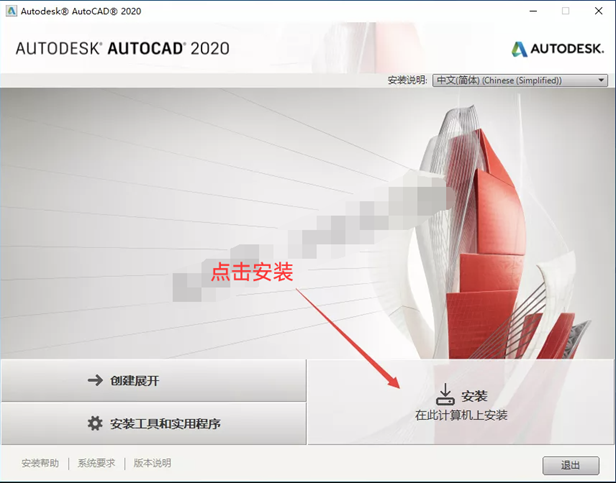 Autodesk® AutoCAD® 2020
AUTODESK® AUTOCAD® 2020
AUTODESK.
安装说明: 中文(简体) (Chinese (Simplified))
点击安装
创建展开
安装
在此计算机上安装
安装工具和实用程序
安装帮助 | 系统要求 | 版本说明
退出